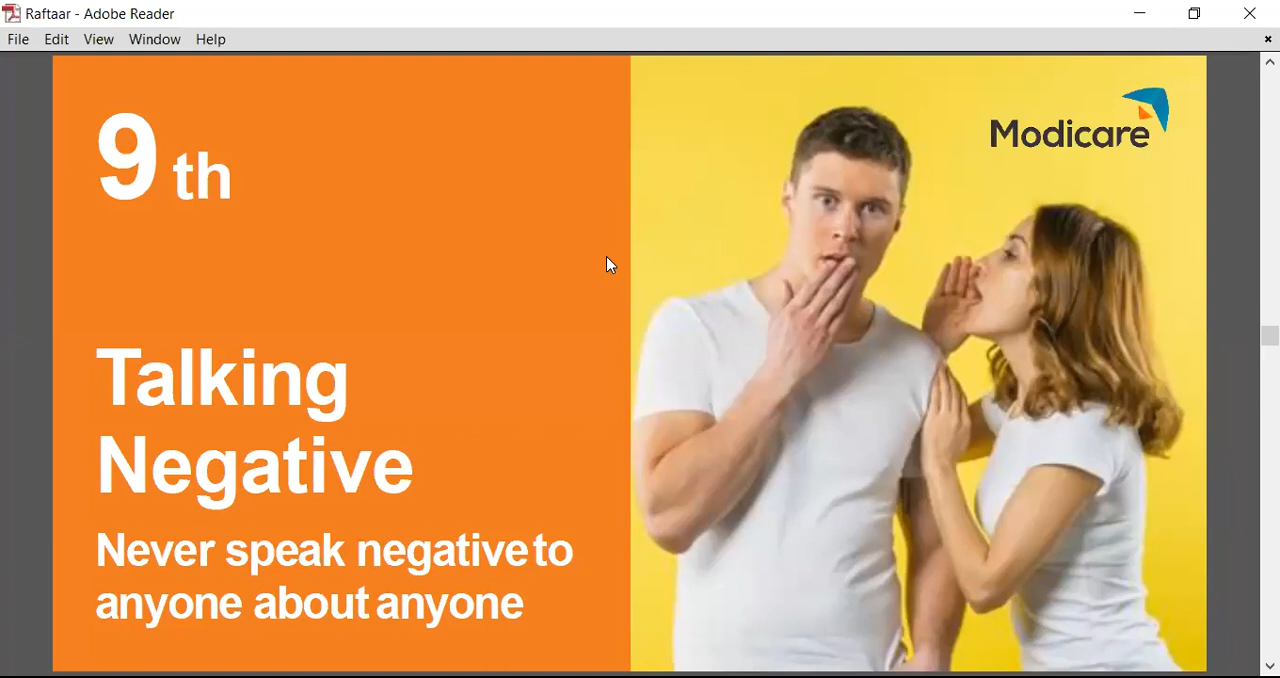 Raftaar - Adobe Reader
File Edit View Window Help
9 th
Modicare
Talking
Negative
Never speak negative to
anyone about anyone